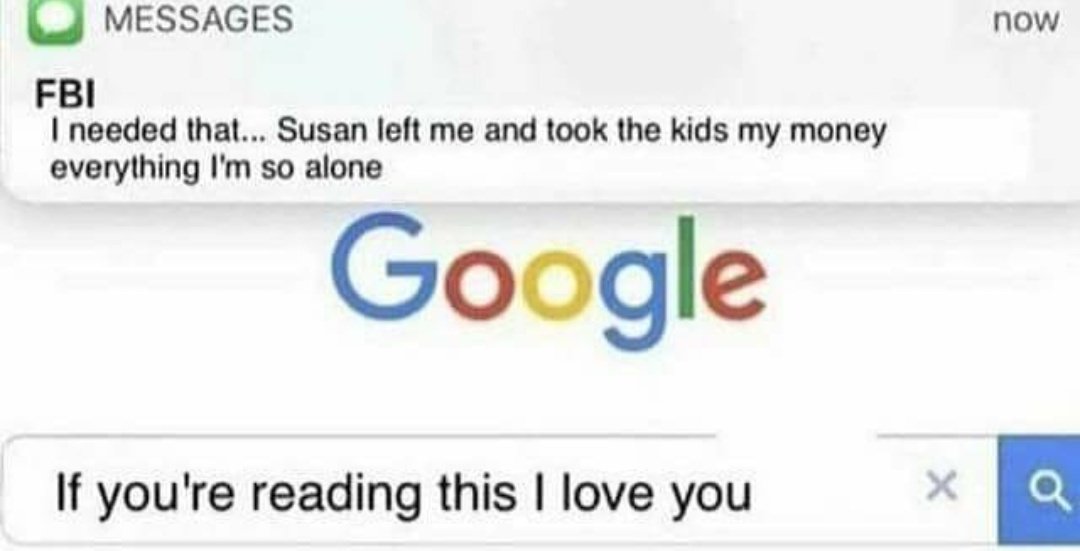 MESSAGES now
FBI
I needed that... Susan left me and took the kids my money
everything I'm so alone
Google
If you're reading this I love you